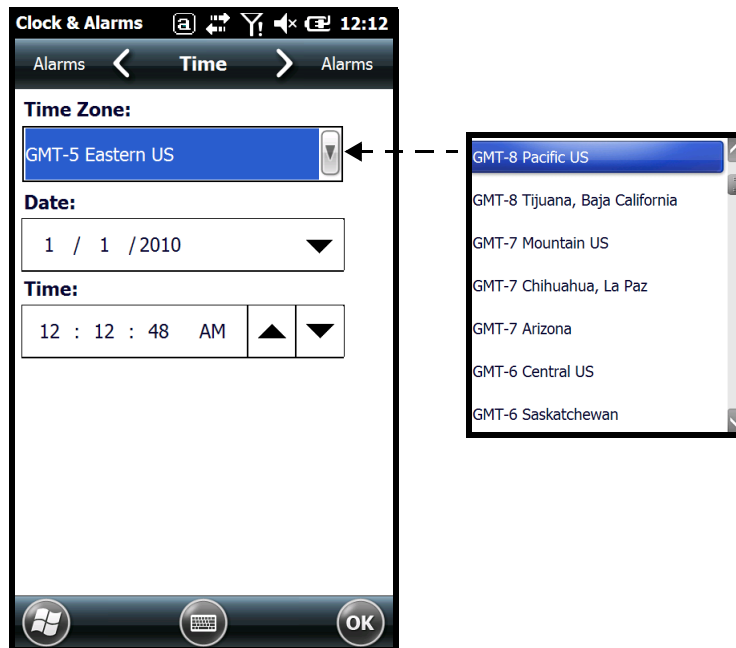 Clock & Alarms a 12:12
Alarms Time Alarms
Time Zone:
GMT-5 Eastern US
Date:
1 / 1 / 2010
Time:
12 : 12 : 48 AM
OK
GMT-8 Pacific US
GMT-8 Tijuana, Baja California
GMT-7 Mountain US
GMT-7 Chihuahua, La Paz
GMT-7 Arizona
GMT-6 Central US
GMT-6 Saskatchewan